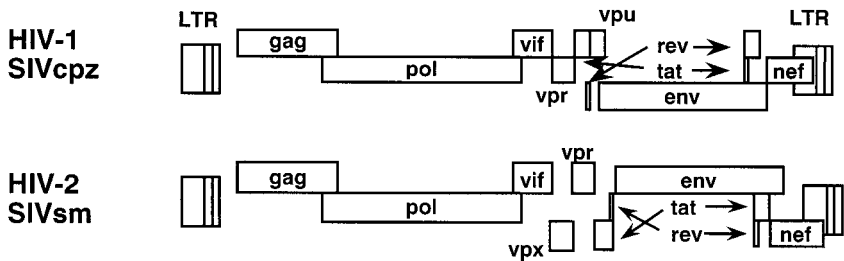 LTR vpu LTR
HIV-1 gag vif rev
SIVcpz pol tat nef
vpr env
HIV-2 gag vif vpr env
SIVsm pol tat
vpx rev nef